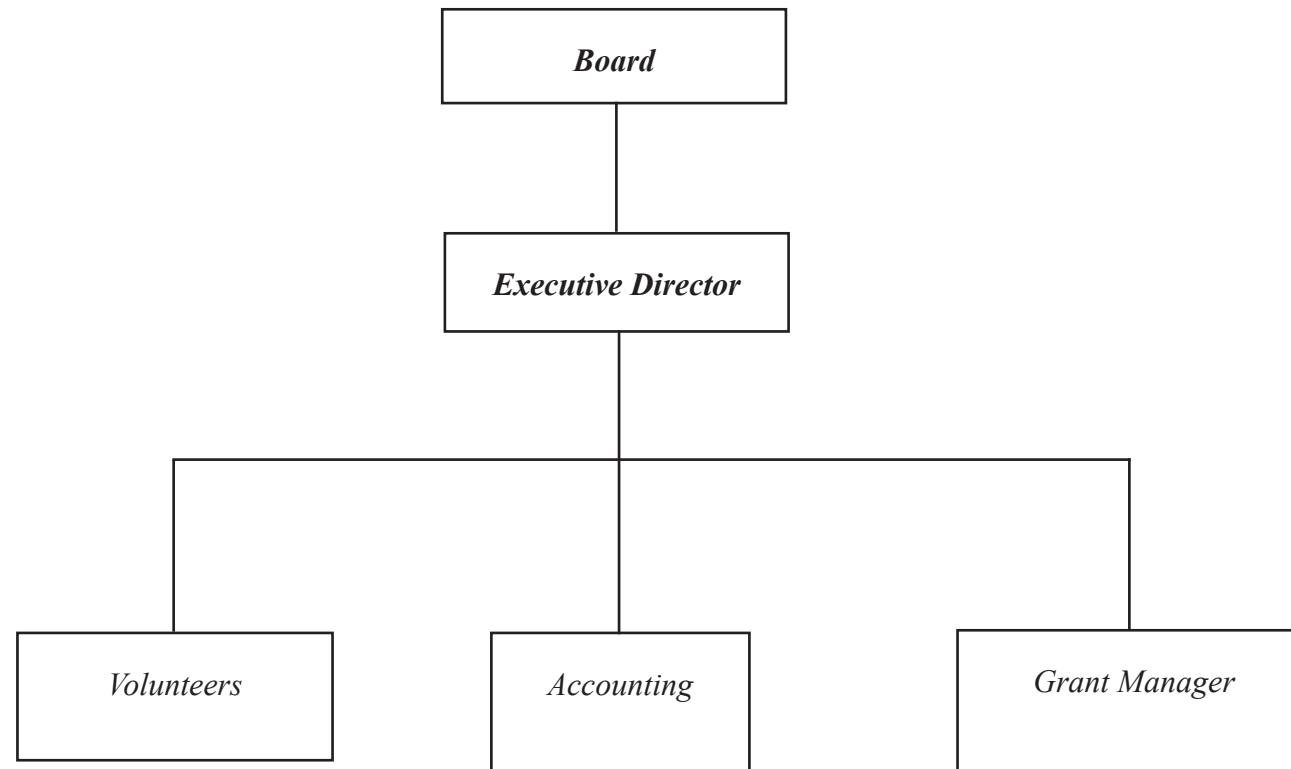 Board
Executive Director
Volunteers
Accounting
Grant Manager